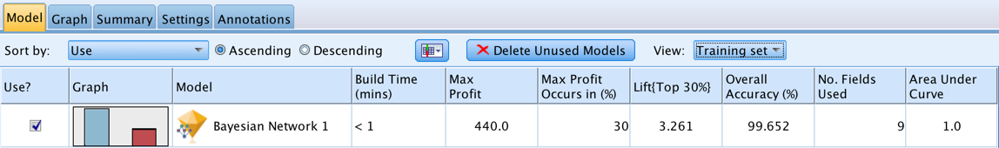 Model Graph Summary Settings Annotations
Sort by: Use Ascending Descending Delete Unused Models View: Training set
Use? Graph Model Build Time (mins) Max Profit Max Profit Occurs in (%) Lift{Top 30%} Overall Accuracy (%) No. Fields Used Area Under Curve
Bayesian Network 1 < 1 440.0 30 3.261 99.652 9 1.0